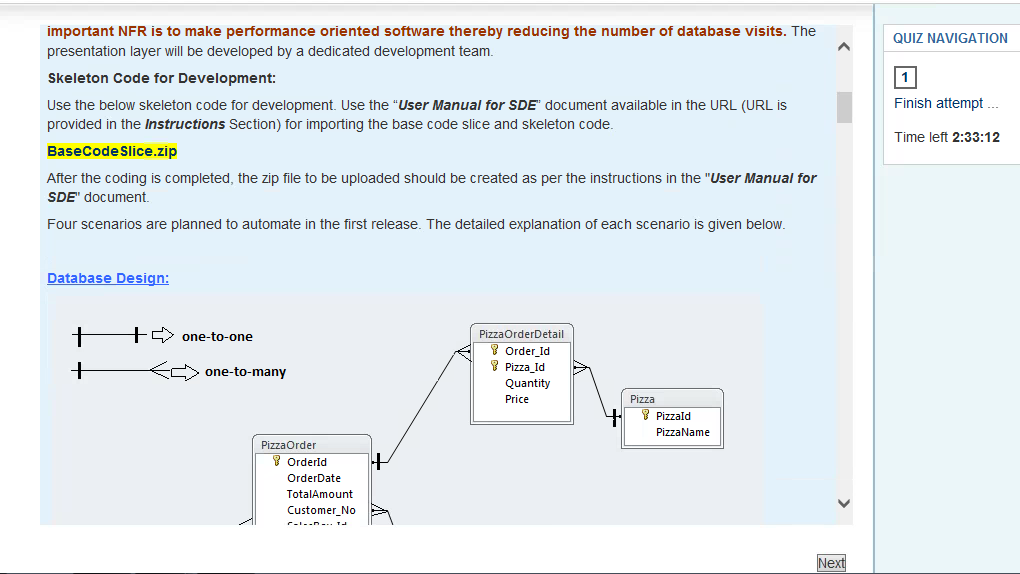 important NFR is to make performance oriented software thereby reducing the number of database visits. The
presentation layer will be developed by a dedicated development team.
Skeleton Code for Development:
Use the below skeleton code for development. Use the “User Manual for SDE” document available in the URL (URL is
provided in the Instructions Section) for importing the base code slice and skeleton code.
BaseCodeSlice.zip
After the coding is completed, the zip file to be uploaded should be created as per the instructions in the "User Manual for
SDE" document.
Four scenarios are planned to automate in the first release. The detailed explanation of each scenario is given below.
Database Design:
one-to-one
one-to-many
PizzaOrderDetail
Order_Id
Pizza_Id
Quantity
Price
Pizza
PizzaId
PizzaName
PizzaOrder
OrderId
OrderDate
TotalAmount
Customer_No
QUIZ NAVIGATION
1
Finish attempt ...
Time left 2:33:12
Next